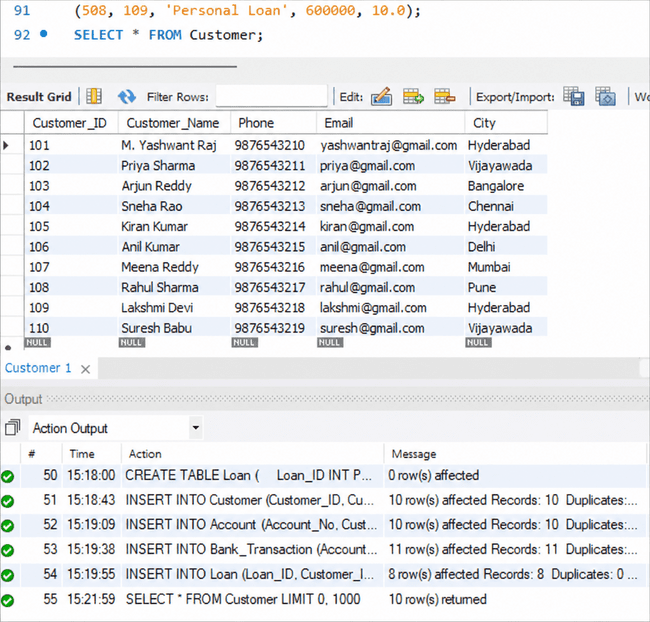 91 (508, 109, 'Personal Loan', 600000, 10.0);
92 SELECT * FROM Customer;
Result Grid Filter Rows: Edit: Export/Import: Wo
Customer_ID Customer_Name Phone Email City
101 M. Yashwant Raj 9876543210 yashwantraj@gmail.com Hyderabad
102 Priya Sharma 9876543211 priya@gmail.com Vijayawada
103 Arjun Reddy 9876543212 arjun@gmail.com Bangalore
104 Sneha Rao 9876543213 sneha@gmail.com Chennai
105 Kiran Kumar 9876543214 kiran@gmail.com Hyderabad
106 Anil Kumar 9876543215 anil@gmail.com Delhi
107 Meena Reddy 9876543216 meena@gmail.com Mumbai
108 Rahul Sharma 9876543217 rahul@gmail.com Pune
109 Lakshmi Devi 9876543218 lakshmi@gmail.com Hyderabad
110 Suresh Babu 9876543219 suresh@gmail.com Vijayawada
NULL NULL NULL NULL NULL
Customer 1
Output
Action Output
# Time Action Message
50 15:18:00 CREATE TABLE Loan ( Loan_ID INT P... 0 row(s) affected
51 15:18:43 INSERT INTO Customer (Customer_ID, Cu... 10 row(s) affected Records: 10 Duplicates:...
52 15:19:09 INSERT INTO Account (Account_No, Cust... 10 row(s) affected Records: 10 Duplicates:...
53 15:19:38 INSERT INTO Bank_Transaction (Account... 11 row(s) affected Records: 11 Duplicates:...
54 15:19:55 INSERT INTO Loan (Loan_ID, Customer_I... 8 row(s) affected Records: 8 Duplicates: 0 ...
55 15:21:59 SELECT * FROM Customer LIMIT 0, 1000 10 row(s) returned